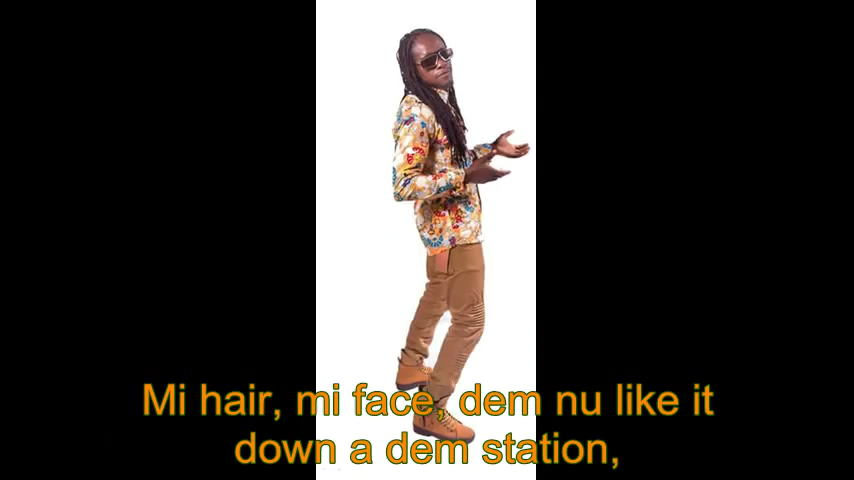 Mi hair, mi face, dem nu like it
down a dem station,